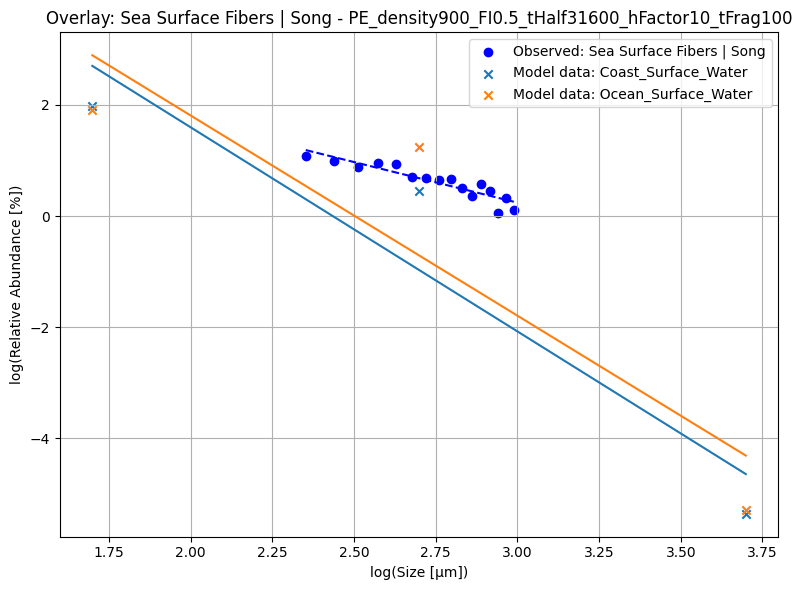 Overlay: Sea Surface Fibers | Song - PE_density900_FI0.5_tHalf31600_hFactor10_tFrag100
Observed: Sea Surface Fibers | Song
Model data: Coast_Surface_Water
Model data: Ocean_Surface_Water
log(Relative Abundance [%])
2
0
−2
−4
1.75 2.00 2.25 2.50 2.75 3.00 3.25 3.50 3.75
log(Size [μm])